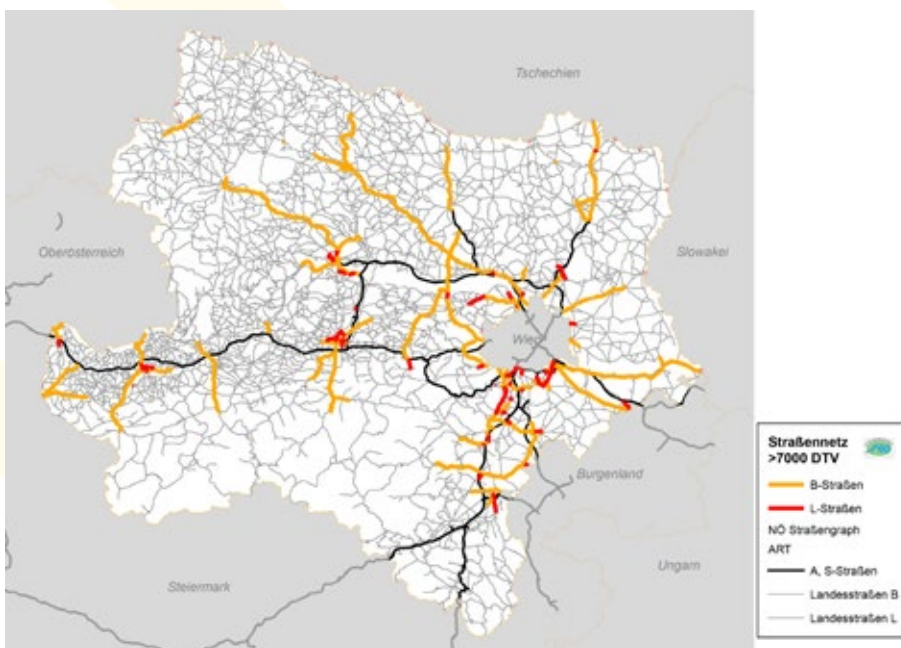 Tschechien
Oberösterreich
Slowakei
Wien
Burgenland
Steiermark
Ungarn
Straßennetz
>7000 DTV
B-Straßen
L-Straßen
NÖ Straßengraph
ART
A, S-Straßen
Landesstraßen B
Landesstraßen L